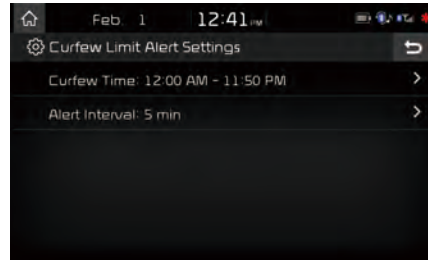 Feb. 1 12:41 PM
Curfew Limit Alert Settings
Curfew Time: 12:00 AM - 11:50 PM
Alert Interval: 5 min